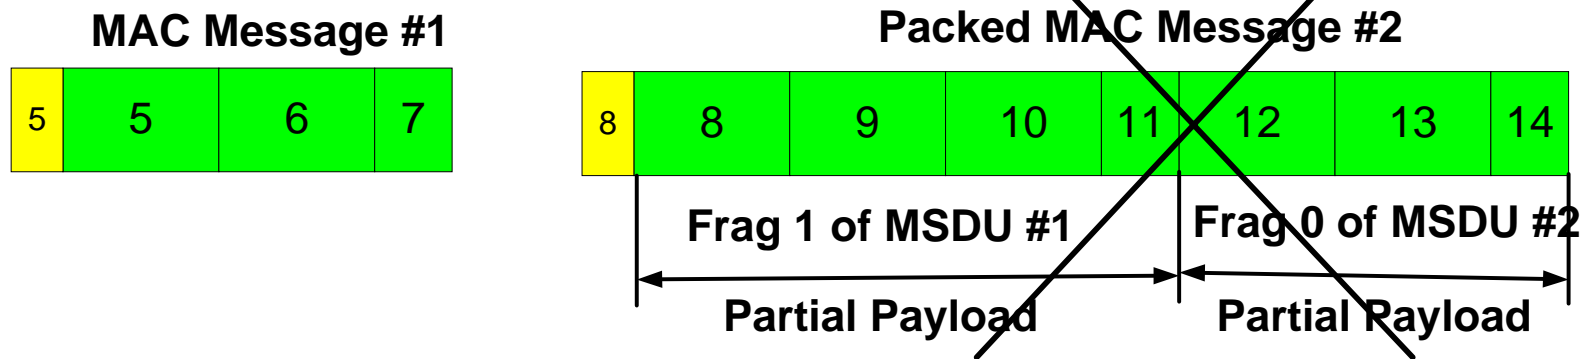 MAC Message #1
5 5 6 7
Packed MAC Message #2
8 8 9 10 11 12 13 14
Frag 1 of MSDU #1
Frag 0 of MSDU #2
Partial Payload
Partial Payload